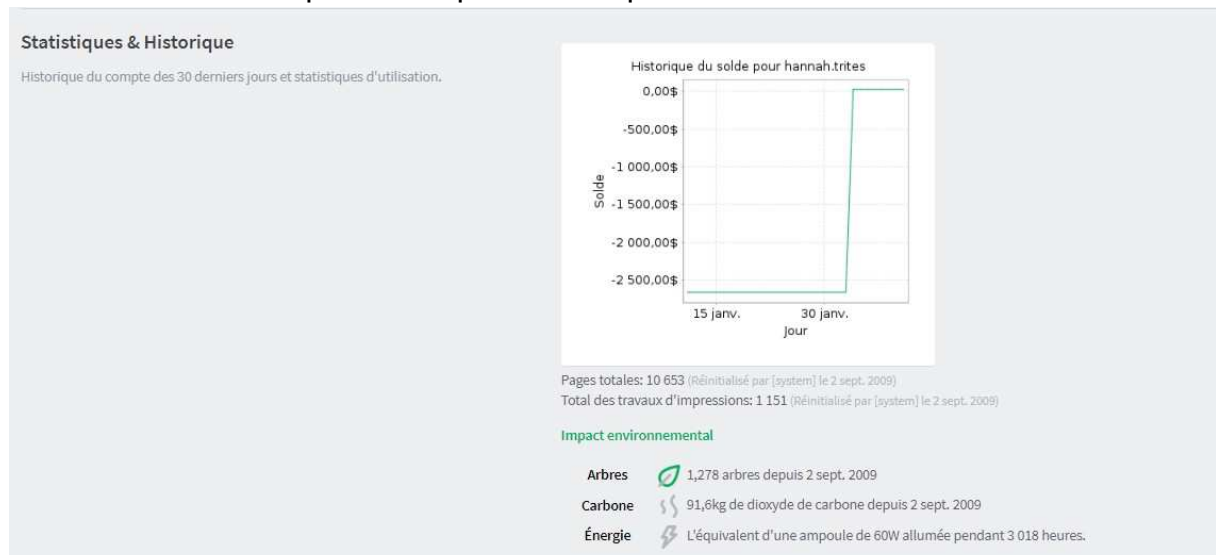 Statistiques & Historique
Historique du compte des 30 derniers jours et statistiques d'utilisation.
Historique du solde pour hannah.trites
0,00$
-500,00$
-1 000,00$
-1 500,00$
-2 000,00$
-2 500,00$
Solde
15 janv. 30 janv.
Jour
Pages totales: 10 653 (Réinitialisé par [system] le 2 sept. 2009)
Total des travaux d'impressions: 1 151 (Réinitialisé par [system] le 2 sept. 2009)
Impact environnemental
Arbres 1,278 arbres depuis 2 sept. 2009
Carbone 91,6kg de dioxyde de carbone depuis 2 sept. 2009
Énergie L'équivalent d'une ampoule de 60W allumée pendant 3 018 heures.